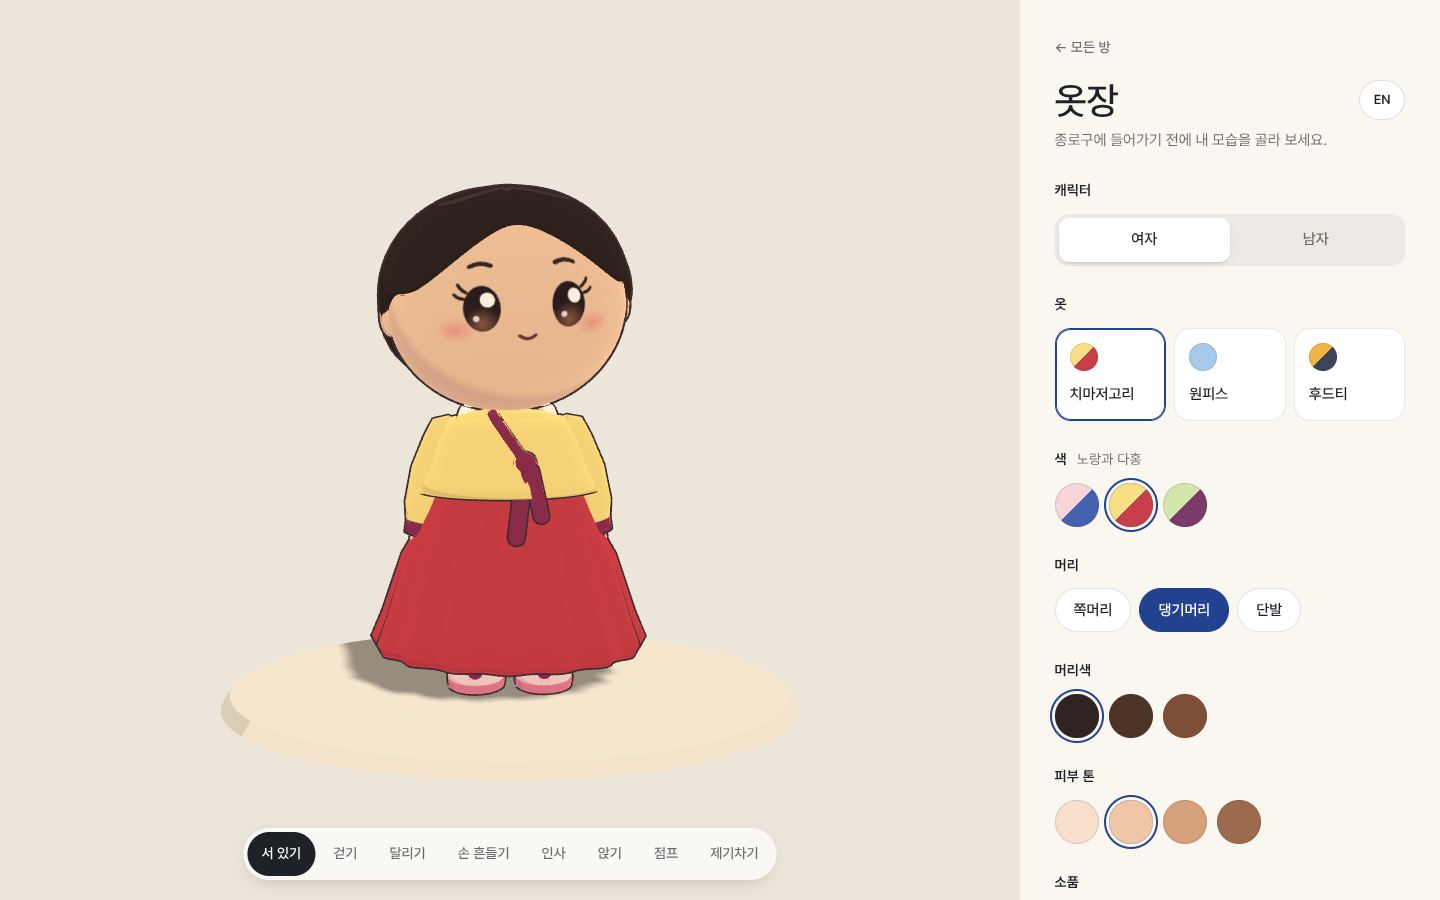 ← 모든 방
옷장
EN
종로구에 들어가기 전에 내 모습을 골라 보세요.
캐릭터
여자
남자
옷
치마저고리
원피스
후드티
색 노랑과 다홍
머리
쪽머리
댕기머리
단발
머리색
피부 톤
소품
서 있기
걷기
달리기
손 흔들기
인사
앉기
점프
제기차기